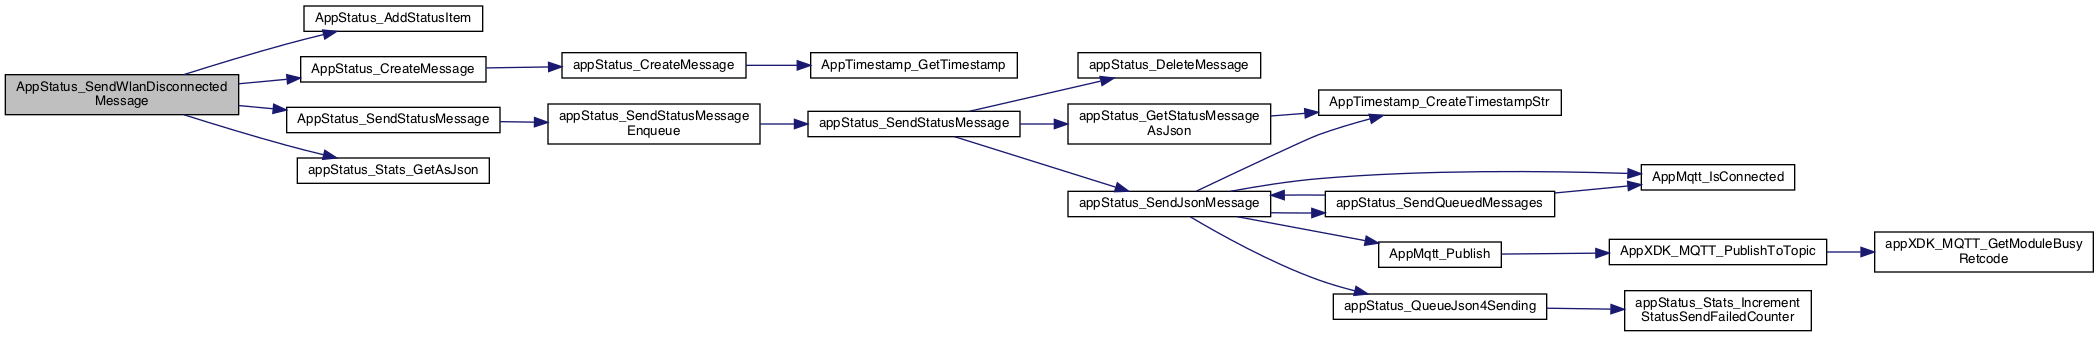 AppStatus_SendWlanDisconnected
Message
AppStatus_AddStatusItem
AppStatus_CreateMessage
AppStatus_SendStatusMessage
appStatus_Stats_GetAsJson
appStatus_CreateMessage
appStatus_SendStatusMessage
Enqueue
AppTimestamp_GetTimestamp
appStatus_SendStatusMessage
appStatus_DeleteMessage
appStatus_GetStatusMessage
AsJson
appStatus_SendJsonMessage
AppTimestamp_CreateTimestampStr
appStatus_SendQueuedMessages
AppMqtt_Publish
appStatus_QueueJson4Sending
AppMqtt_IsConnected
AppXDK_MQTT_PublishToTopic
appStatus_Stats_Increment
StatusSendFailedCounter
appXDK_MQTT_GetModuleBusy
Retcode